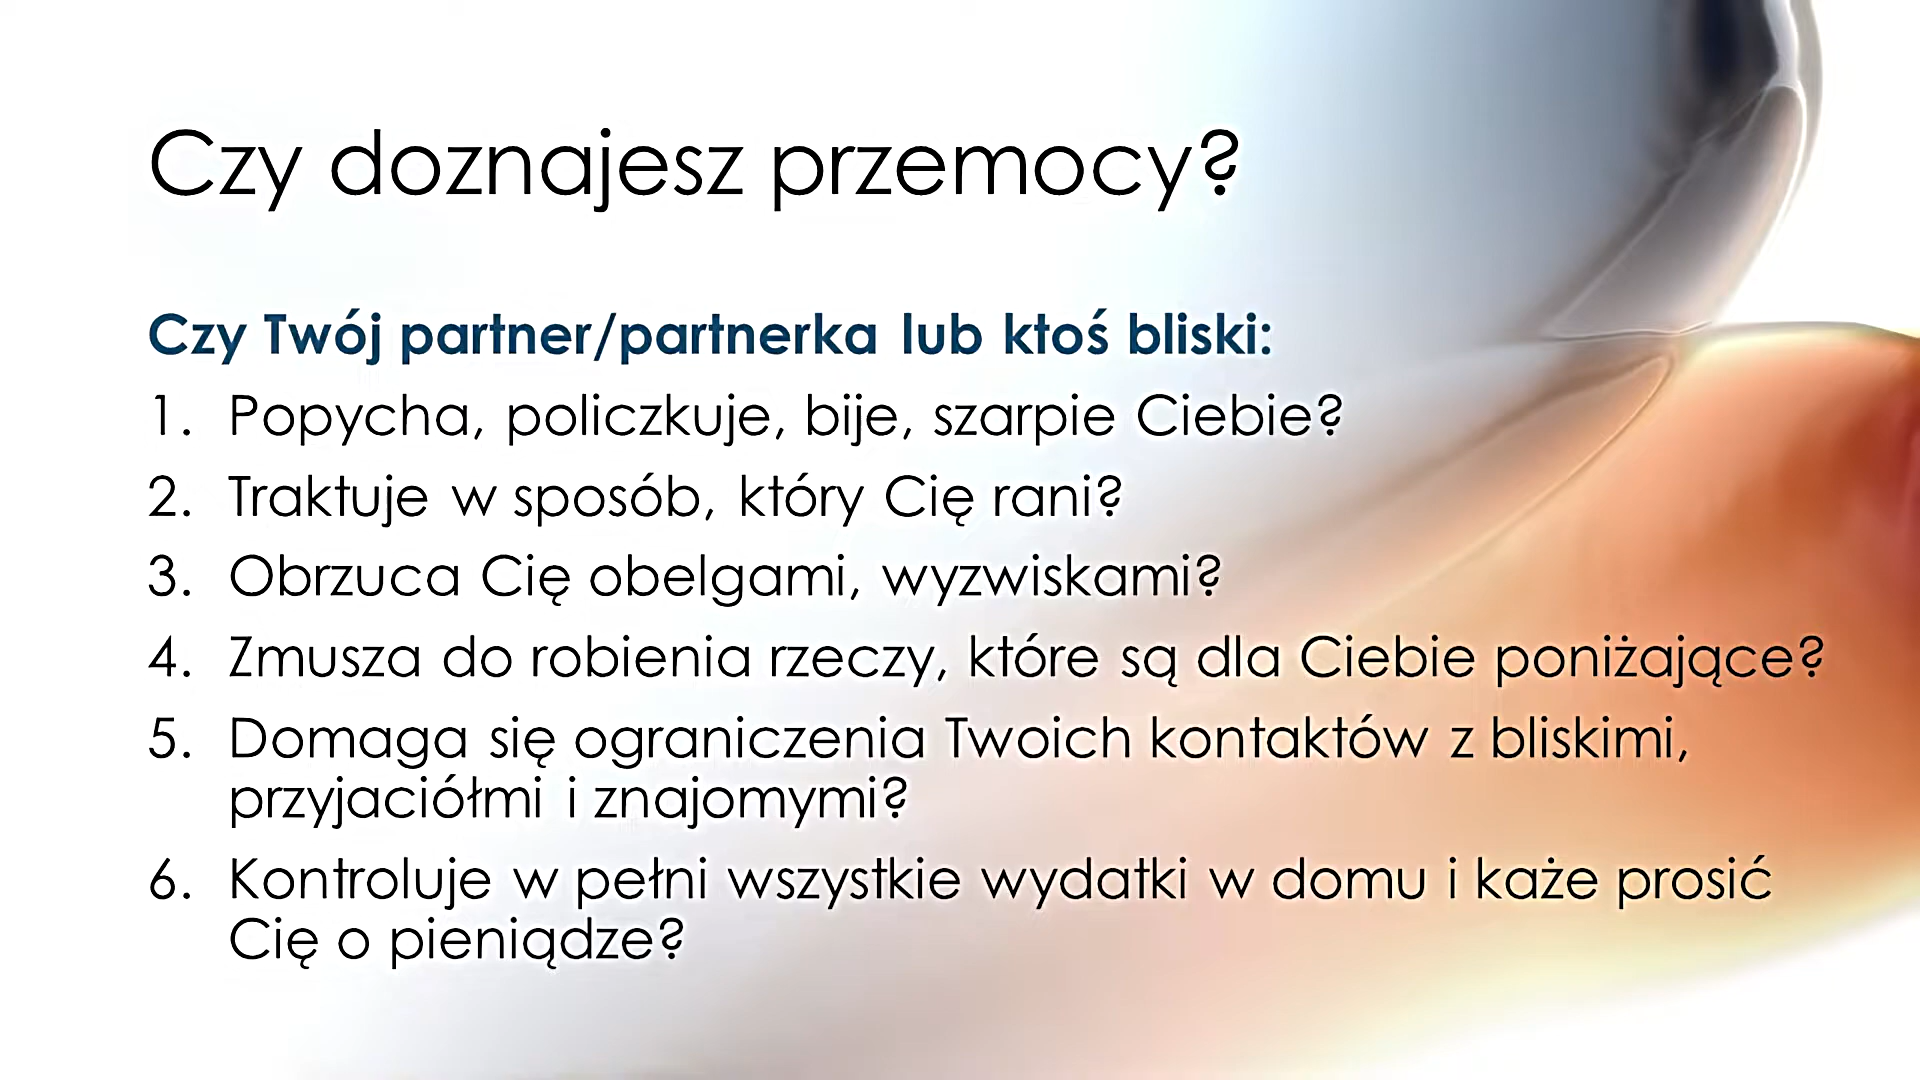 Czy doznajesz przemocy?
Czy Twój partner/partnerka lub ktoś bliski:
1. Popycha, policzkuje, bije, szarpie Ciebie?
2. Traktuje w sposób, który Cię rani?
3. Obrzuca Cię obelgami, wyzwiskami?
4. Zmusza do robienia rzeczy, które są dla Ciebie poniżające?
5. Domaga się ograniczenia Twoich kontaktów z bliskimi,
przyjaciółmi i znajomymi?
6. Kontroluje w pełni wszystkie wydatki w domu i każe prosić
Cię o pieniądze?